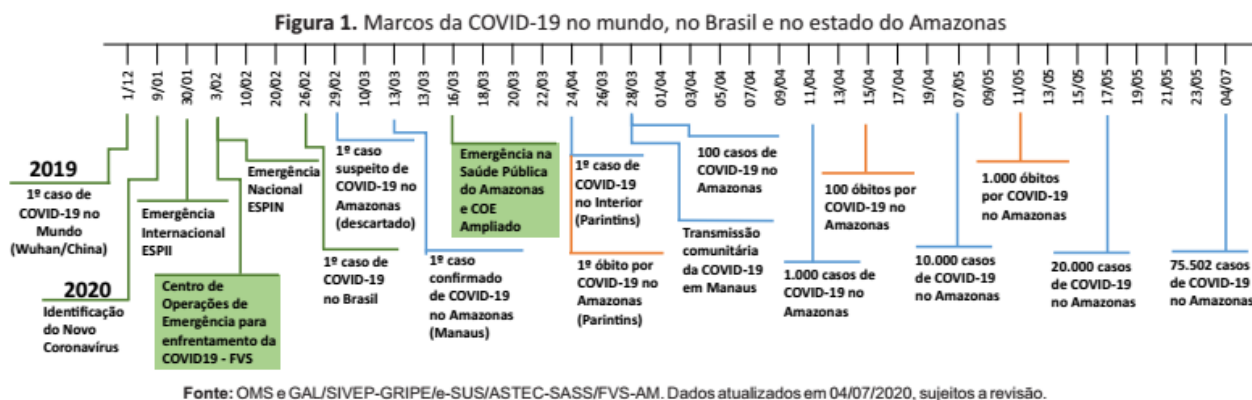 Figura 1. Marcos da COVID-19 no mundo, no Brasil e no estado do Amazonas
1/12
9/01
30/01
3/02
10/02
20/02
26/02
29/02
10/03
13/03
13/03
16/03
18/03
20/03
22/03
24/04
26/03
28/03
01/04
03/04
07/04
09/04
11/04
13/04
15/04
17/04
19/04
07/05
09/05
11/05
13/05
15/05
17/05
19/05
21/05
23/05
04/07
2019
1º caso de
COVID-19 no
Mundo
(Wuhan/China)
2020
Identificação
do Novo
Coronavírus
Emergência
Internacional
ESPII
Centro de
Operações de
Emergência para
enfrentamento da
COVID19 - FVS
Emergência
Nacional
ESPIN
1º caso de
COVID-19
no Brasil
1º caso
suspeito de
COVID-19 no
Amazonas
(descartado)
1º caso
confirmado
de COVID-19
no Amazonas
(Manaus)
Emergência na
Saúde Pública
do Amazonas
e COE
Ampliado
1º caso de
COVID-19
no Interior
(Parintins)
1º óbito por
COVID-19 no
Amazonas
(Parintins)
100 casos de
COVID-19 no
Amazonas
Transmissão
comunitária
da COVID-19
em Manaus
1.000 casos de
COVID-19 no
Amazonas
100 óbitos por
COVID-19 no
Amazonas
10.000 casos
de COVID-19
no Amazonas
1.000 óbitos
por COVID-19
no Amazonas
20.000 casos
de COVID-19
no Amazonas
75.502 casos
de COVID-19
no Amazonas
Fonte: OMS e GAL/SIVEP-GRIPE/e-SUS/ASTEC-SASS/FVS-AM. Dados atualizados em 04/07/2020, sujeitos a revisão.